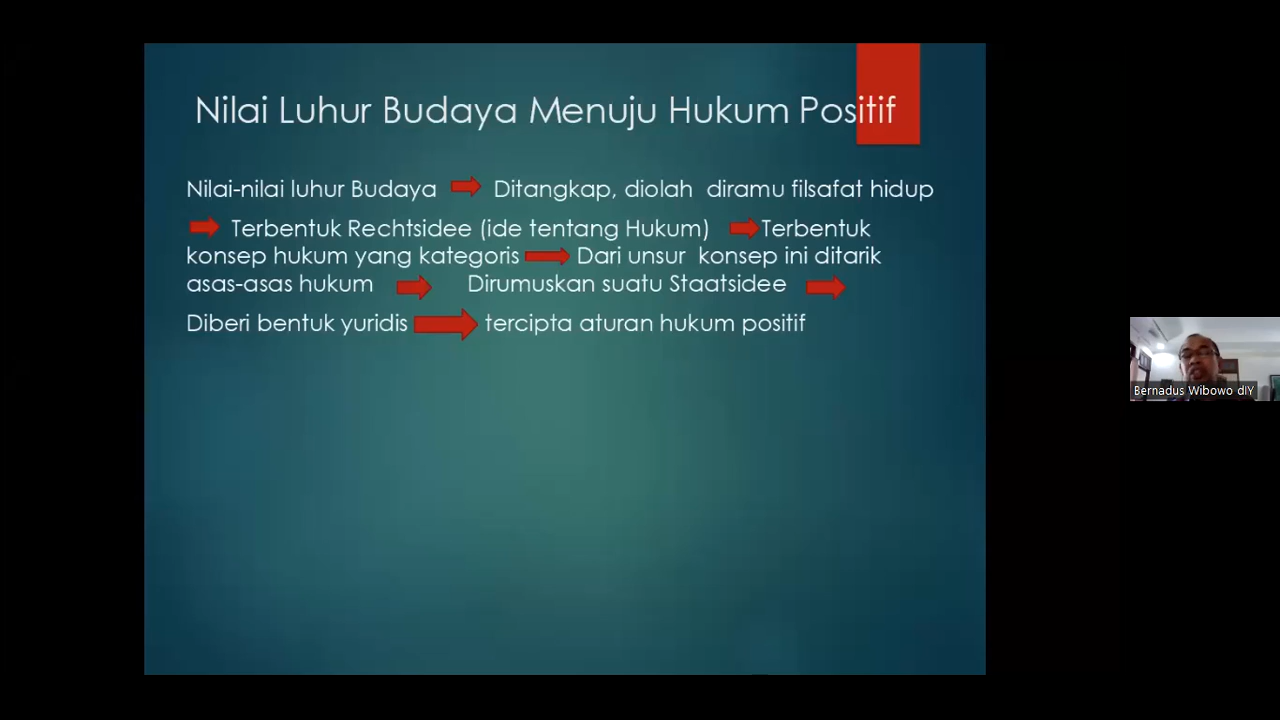 Nilai Luhur Budaya Menuju Hukum Positif
Nilai-nilai luhur Budaya Ditangkap, diolah diramu filsafat hidup
Terbentuk Rechtsidee (ide tentang Hukum) Terbentuk
konsep hukum yang kategoris Dari unsur konsep ini ditarik
asas-asas hukum Dirumuskan suatu Staatsidee
Diberi bentuk yuridis tercipta aturan hukum positif
Bernadus Wibowo dIY